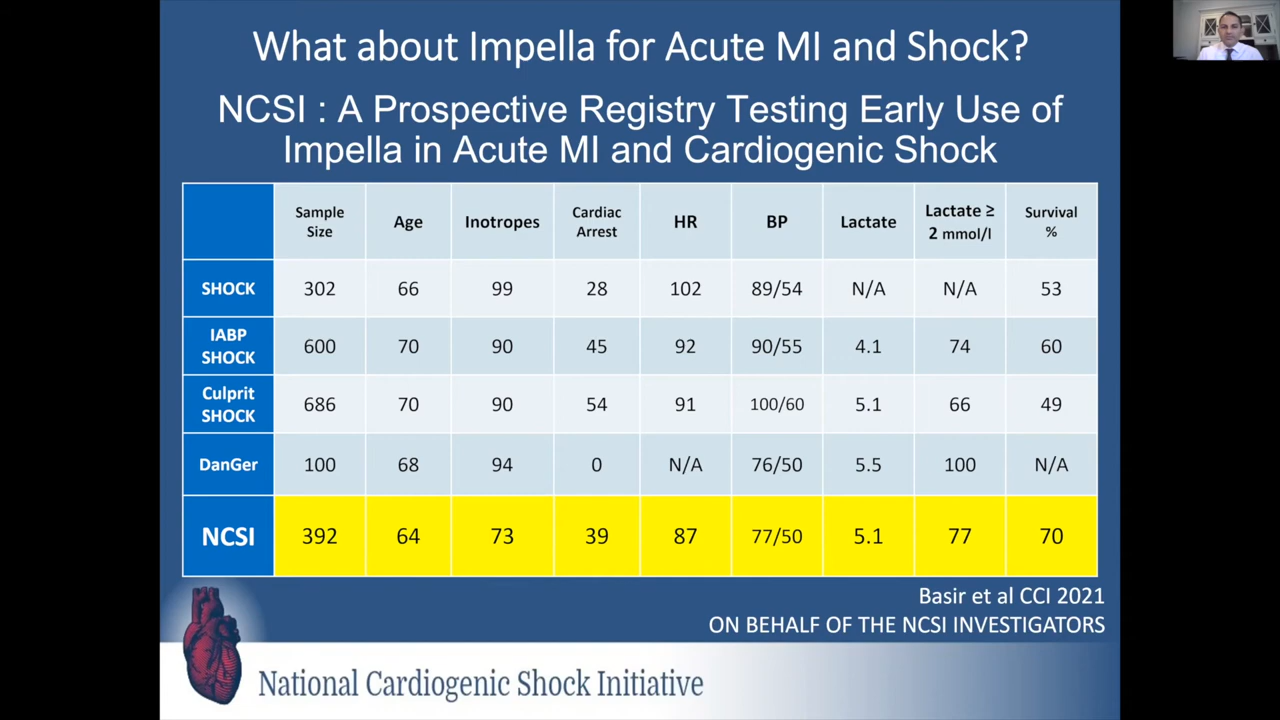 What about Impella for Acute MI and Shock?
NCSI : A Prospective Registry Testing Early Use of
Impella in Acute MI and Cardiogenic Shock
Sample Size Age Inotropes Cardiac Arrest HR BP Lactate Lactate ≥ 2 mmol/l Survival %
SHOCK 302 66 99 28 102 89/54 N/A N/A 53
IABP SHOCK 600 70 90 45 92 90/55 4.1 74 60
Culprit SHOCK 686 70 90 54 91 100/60 5.1 66 49
DanGer 100 68 94 0 N/A 76/50 5.5 100 N/A
NCSI 392 64 73 39 87 77/50 5.1 77 70
Basir et al CCI 2021
ON BEHALF OF THE NCSI INVESTIGATORS
National Cardiogenic Shock Initiative